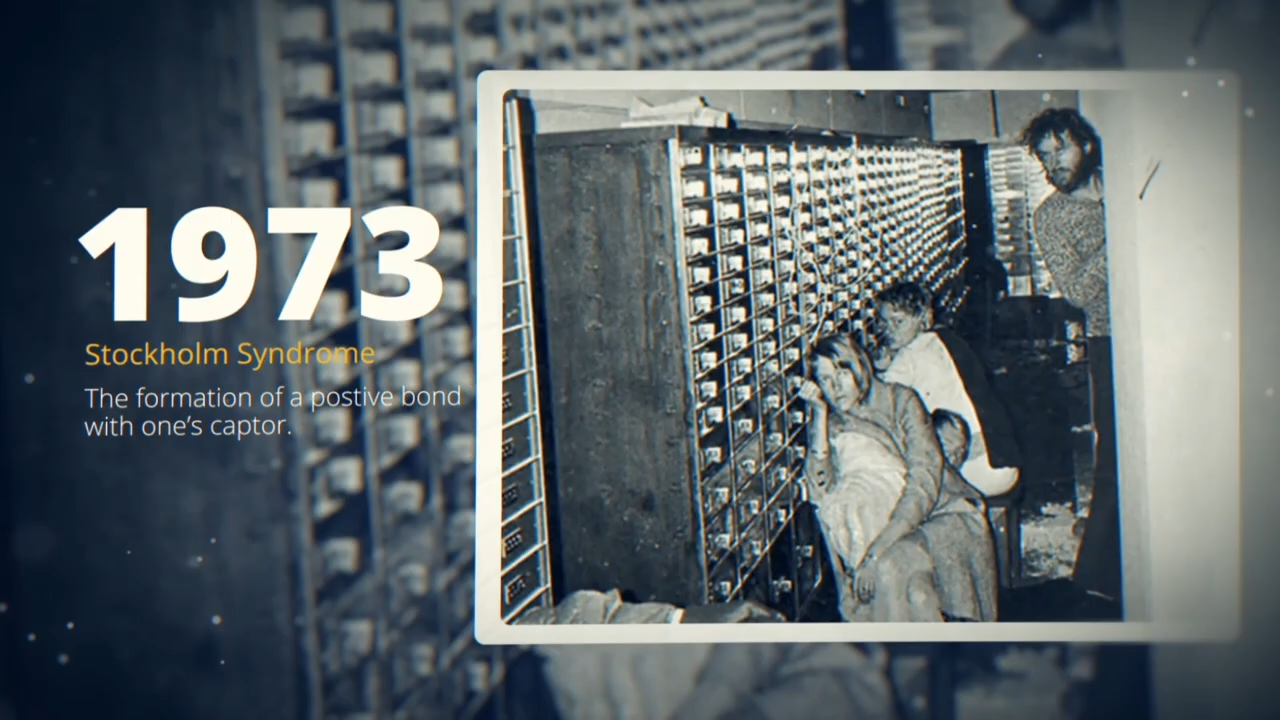 1973
Stockholm Syndrome
The formation of a postive bond
with one's captor.